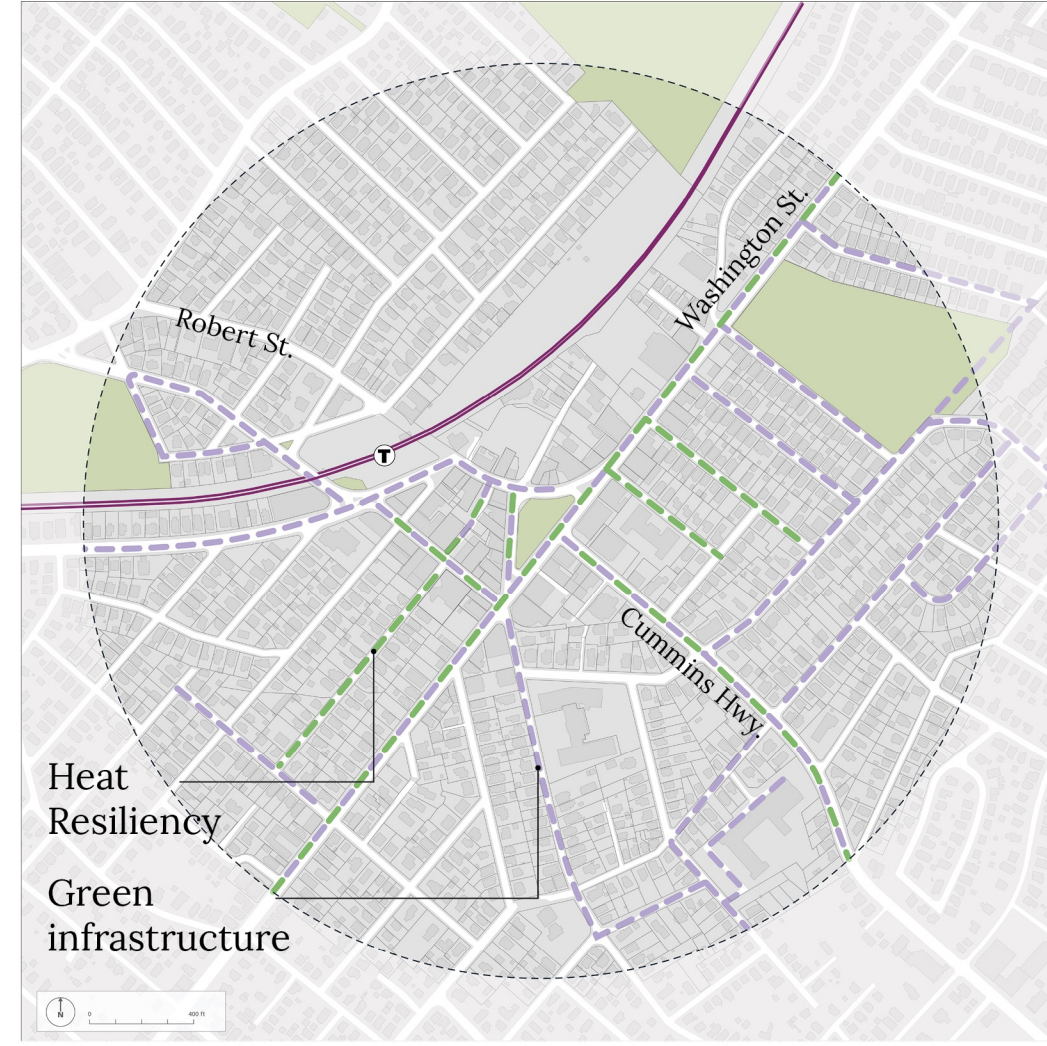 Washington St.
Robert St.
T
Cummins Hwy.
Heat
Resiliency
Green
infrastructure
N
0
400 ft